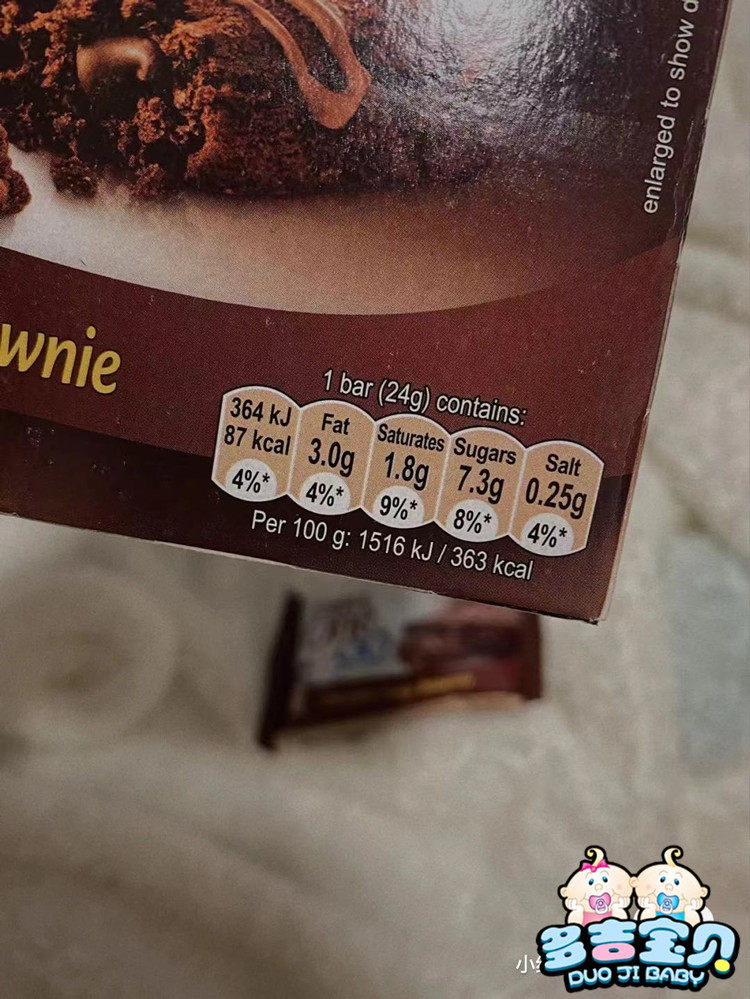 enlarged to show
wnie
1 bar (24g) contains:
364 kJ
87 kcal
4%*
Fat
3.0g
4%*
Saturates
1.8g
9%*
Sugars
7.3g
8%*
Salt
0.25g
4%*
Per 100 g: 1516 kJ / 363 kcal
小
多吉宝贝
DUO JI BABY